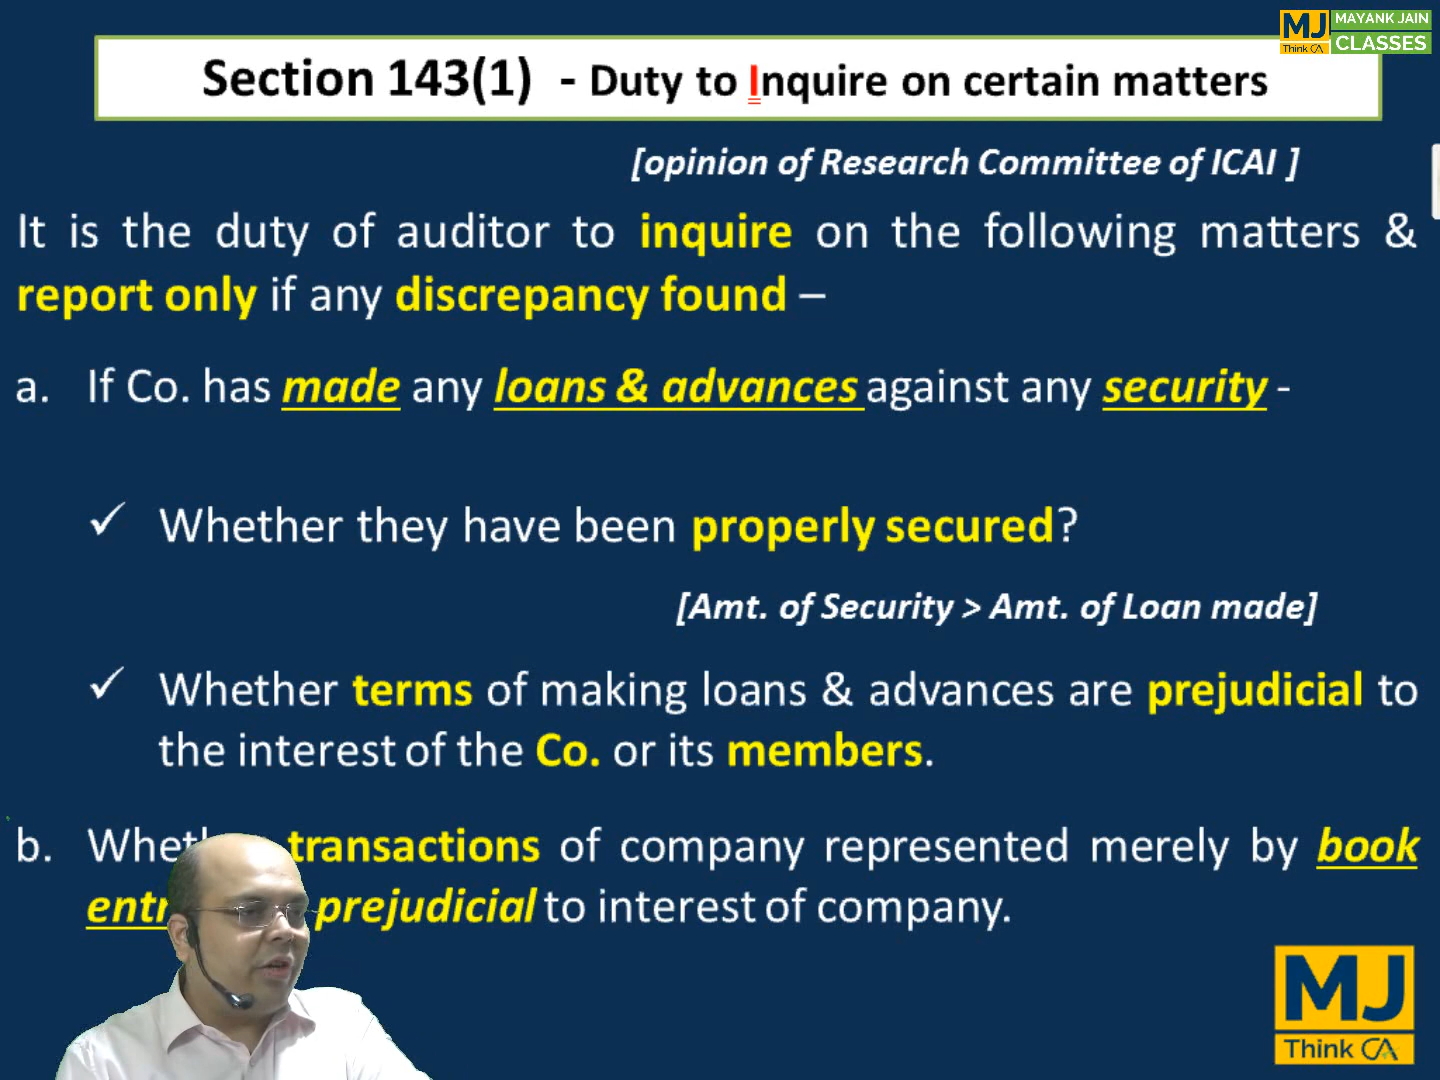 MJ MAYANK JAIN
Think CA CLASSES
Section 143(1) - Duty to Inquire on certain matters
[opinion of Research Committee of ICAI ]
It is the duty of auditor to inquire on the following matters &
report only if any discrepancy found –
a. If Co. has made any loans & advances against any security -
✓ Whether they have been properly secured?
[Amt. of Security > Amt. of Loan made]
✓ Whether terms of making loans & advances are prejudicial to
the interest of the Co. or its members.
b. transactions of company represented merely by book
prejudicial to interest of company.
MJ
Think CA